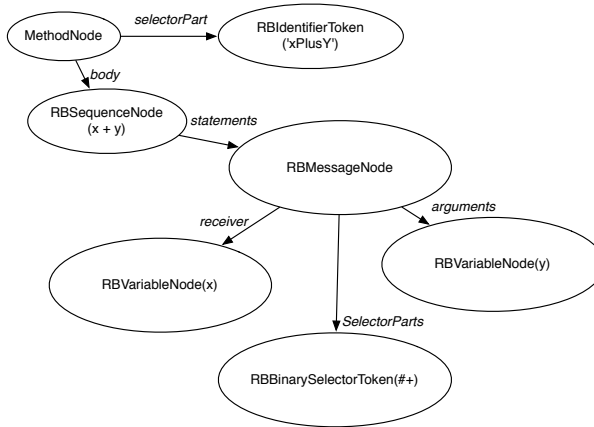 selectorPart
MethodNode
RBIdentifierToken
('xPlusY')
body
RBSequenceNode
(x + y)
statements
RBMessageNode
receiver
arguments
RBVariableNode(x)
RBVariableNode(y)
SelectorParts
RBBinarySelectorToken(#+)